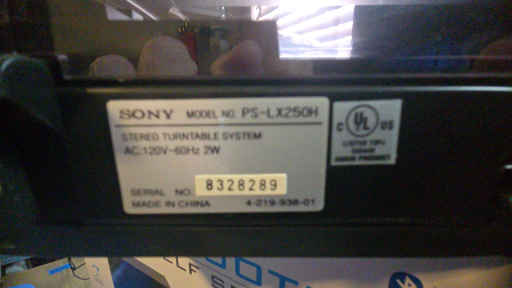 SONY MODEL NO. PS-LX250H
STEREO TURNTABLE SYSTEM
AC:120V~60Hz 2W
SERIAL NO. 8328289
MADE IN CHINA 4-219-938-01
C UL US